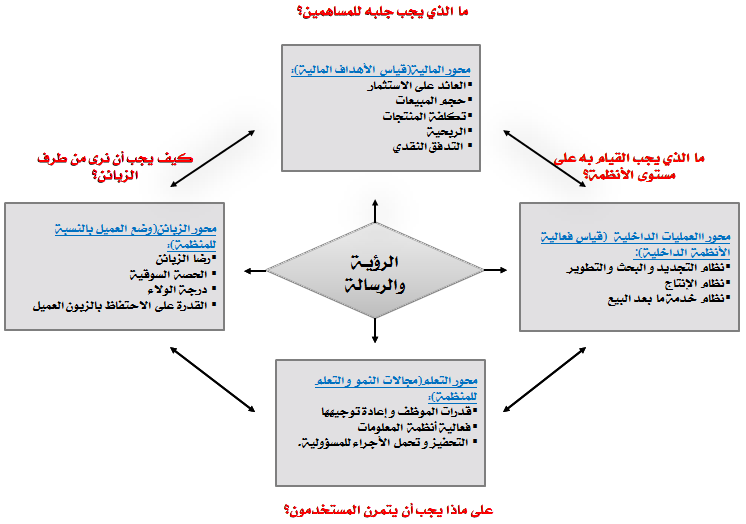 ما الذي يجب جلبه للمساهمين؟
محور المالية(قياس الأهداف المالية):
▪العائد على الاستثمار
▪حجم المبيعات
▪تكلفة المنتجات
▪الربحية
▪التدفق النقدي
ما الذي يجب القيام به على
مستوى الأنظمة؟
كيف يجب أن نرى من طرف
الزبائن؟
محور االعمليات الداخلية (قياس فعالية
الأنظمة الداخلية):
▪نظام التجديد و البحث والتطوير
▪نظام الإنتاج
▪نظام خدمة ما بعد البيع
الرؤية
والرسالة
محور الزبائن(وضع العميل بالنسبة
للمنظمة):
▪رضا الزبائن
▪الحصة السوقية
▪درجة الولاء
▪القدرة على الاحتفاظ بالزبون العميل
محور التعلم(مجالات النمو والتعلم
للمنظمة):
▪قدرات الموظف و إعادة توجيهها
▪فعالية أنظمة المعلومات
▪التحفيز و تحمل الأجراء للمسؤولية.
على ماذا يجب أن يتمرن المستخدمون؟